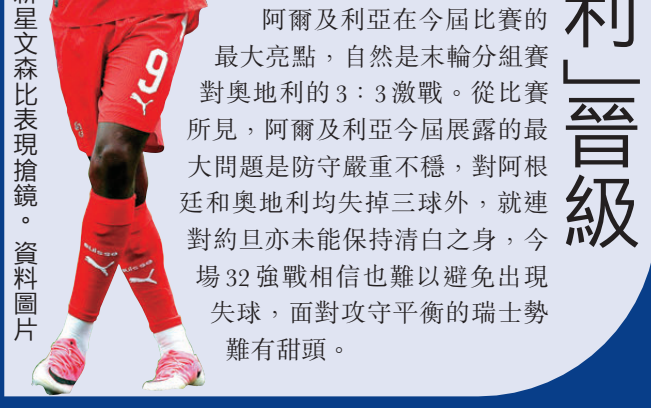 利」晉級
阿爾及利亞在今屆比賽的
最大亮點，自然是末輪分組賽
對奧地利的3：3激戰。從比賽
所見，阿爾及利亞今屆展露的最
大問題是防守嚴重不穩，對阿根
廷和奧地利均失掉三球外，就連
對約旦亦未能保持清白之身，今
場32強戰相信也難以避免出現
失球，面對攻守平衡的瑞士勢
難有甜頭。
新星文森比表現搶鏡。 資料圖片
9
suisse